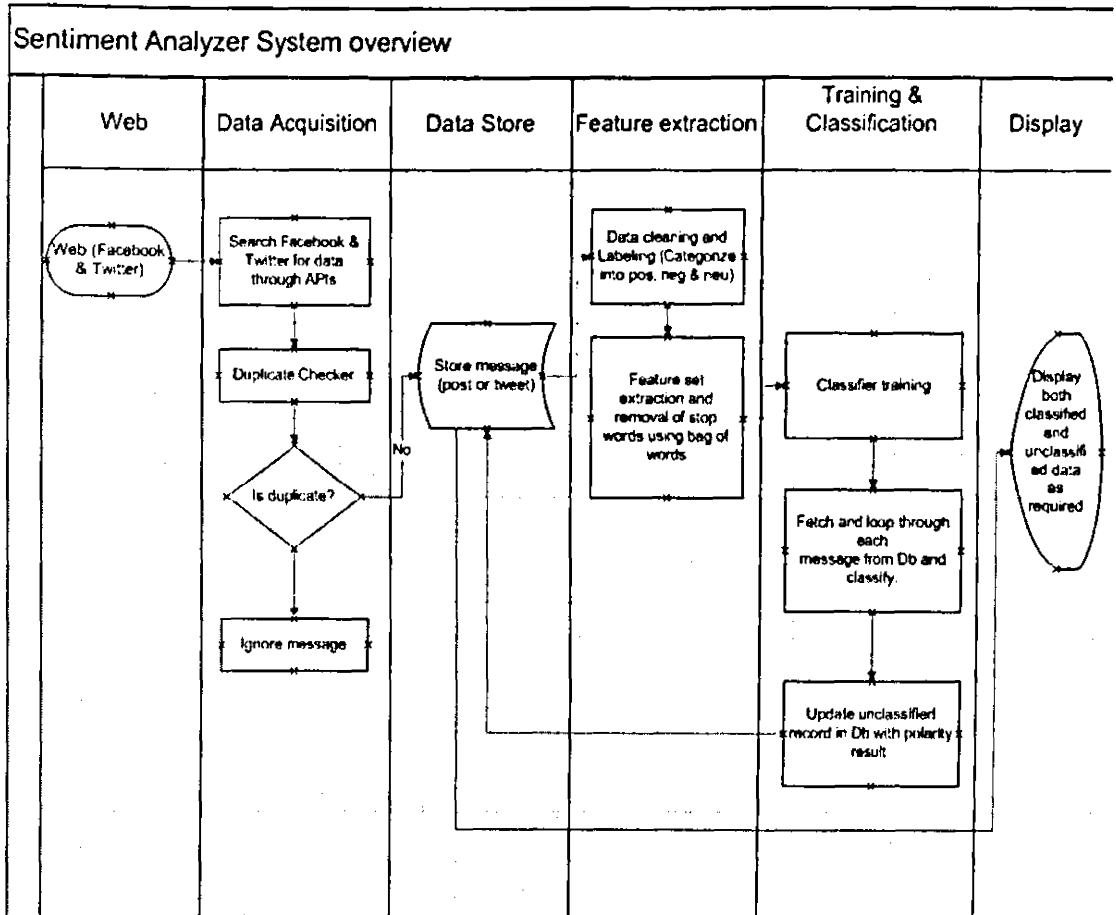 Sentiment Analyzer System overview
Web
Data Acquisition
Data Store
Feature extraction
Training &
Classification
Display
Web (Facebook
& Twitter)
Search Facebook &
Twitter for data
through APIs
Duplicate Checker
Is duplicate?
No
Ignore message
Store message
(post or tweet)
Data cleaning and
Labeling (Categorize
into pos, neg & neu)
Feature set
extraction and
removal of stop
words using bag of
words
Classifier training
Fetch and loop through
each
message from Db and
classify.
Update unclassified
record in Db with polarity
result
Display
both
classified
and
unclassifi
ed data
as
required